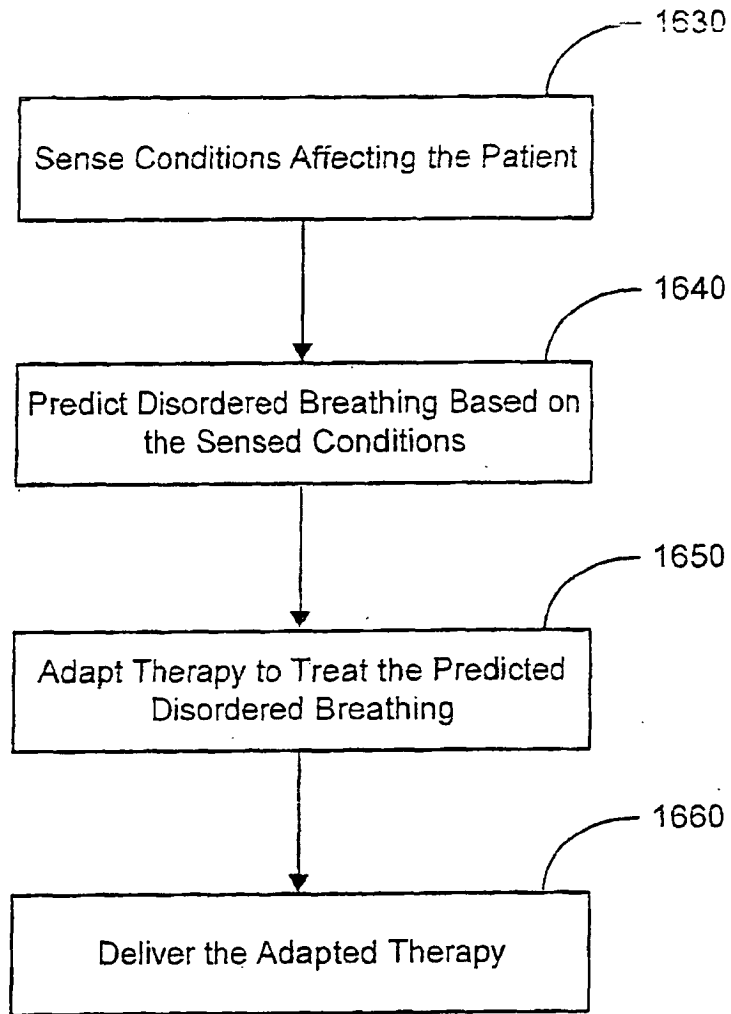 1630
Sense Conditions Affecting the Patient
1640
Predict Disordered Breathing Based on
the Sensed Conditions
1650
Adapt Therapy to Treat the Predicted
Disordered Breathing
1660
Deliver the Adapted Therapy